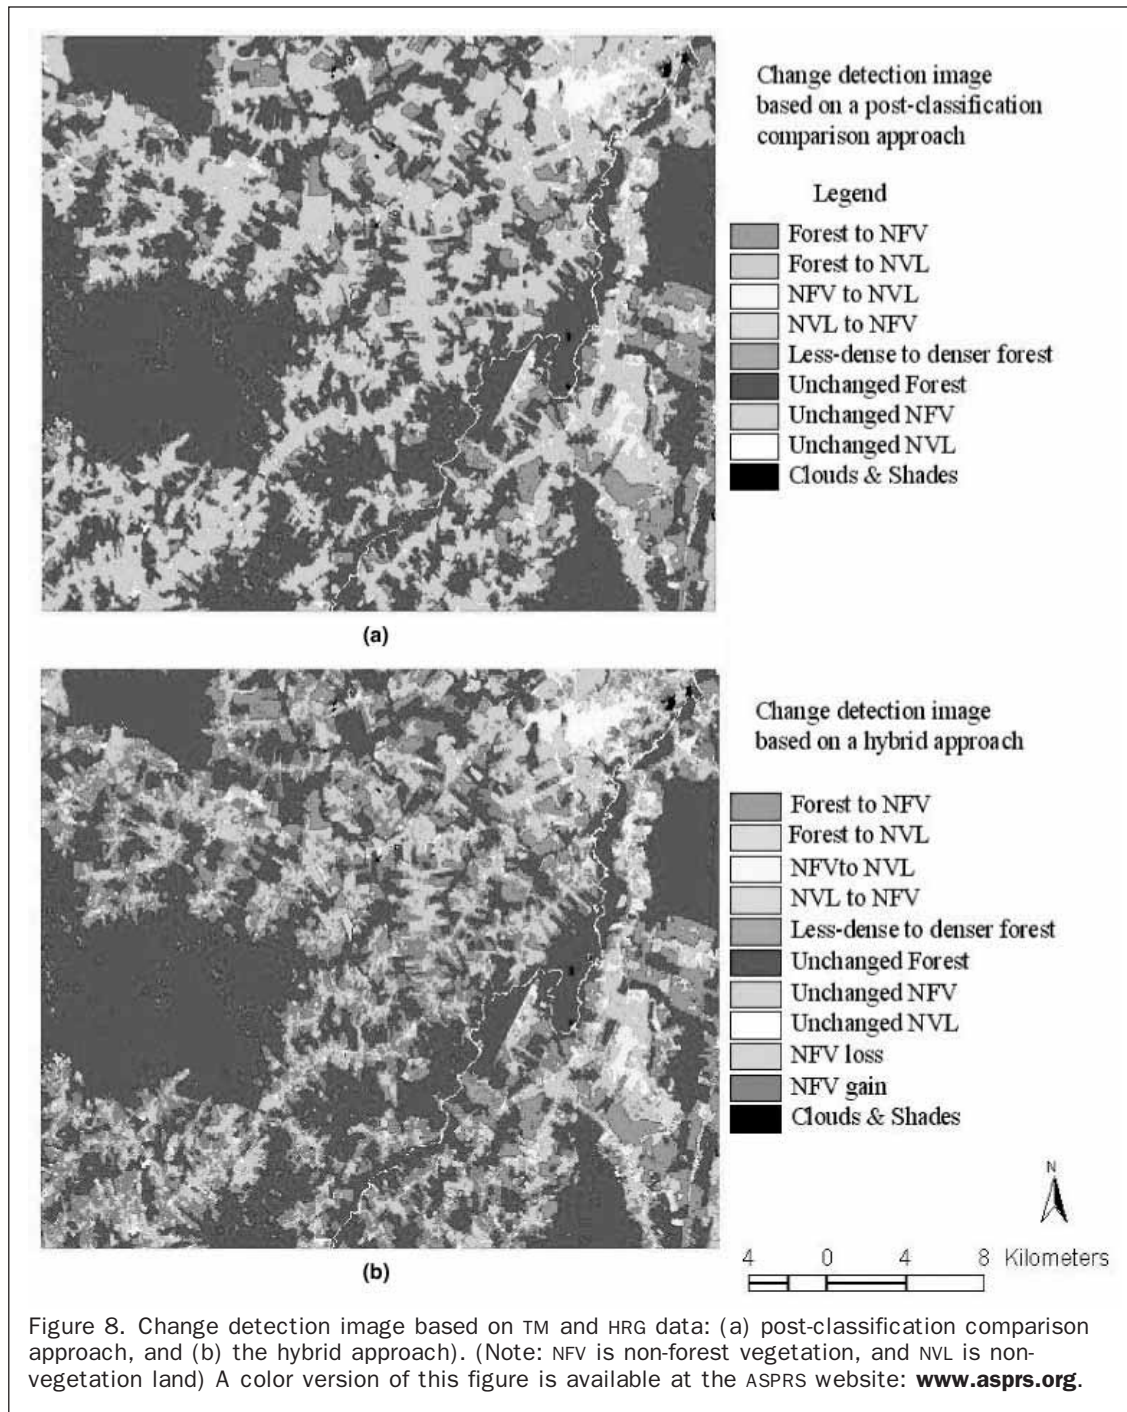 Change detection image
based on a post-classification
comparison approach
Legend
Forest to NFV
Forest to NVL
NFV to NVL
NVL to NFV
Less-dense to denser forest
Unchanged Forest
Unchanged NFV
Unchanged NVL
Clouds & Shades
(a)
Change detection image
based on a hybrid approach
Forest to NFV
Forest to NVL
NFVto NVL
NVL to NFV
Less-dense to denser forest
Unchanged Forest
Unchanged NFV
Unchanged NVL
NFV loss
NFV gain
Clouds & Shades
N
4 0 4 8 Kilometers
(b)
Figure 8. Change detection image based on TM and HRG data: (a) post-classification comparison
approach, and (b) the hybrid approach). (Note: NFV is non-forest vegetation, and NVL is non-
vegetation land) A color version of this figure is available at the ASPRS website: www.asprs.org.